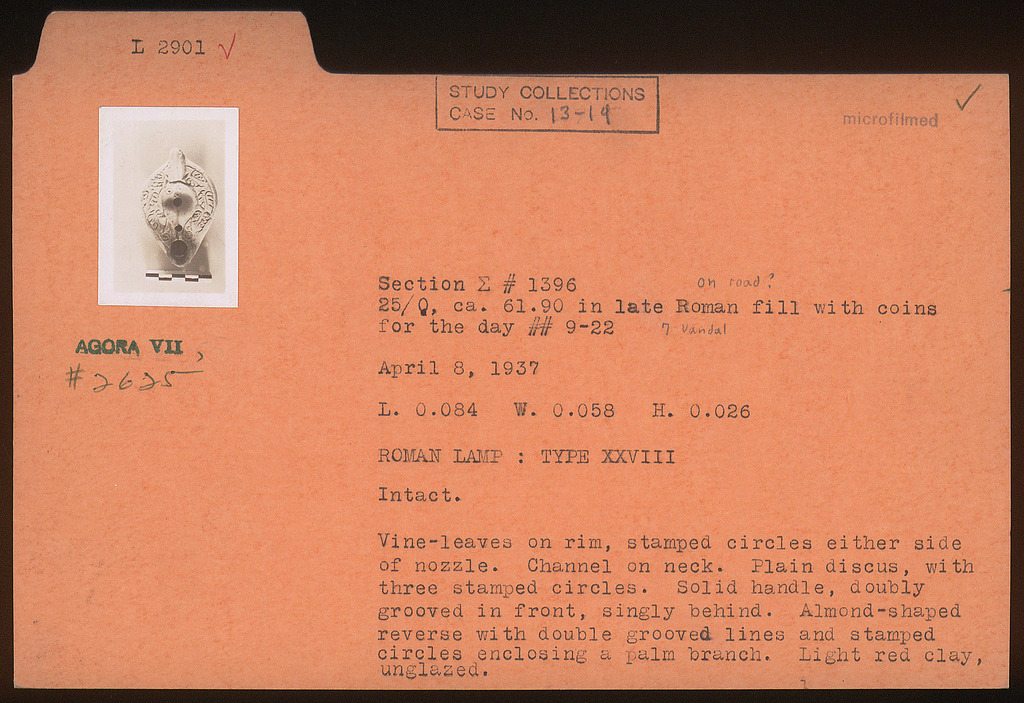 L 2901 ✓
STUDY COLLECTIONS
CASE No. 13-14
microfilmed ✓
Section Σ # 1396 on road?
25/Q, ca. 61.90 in late Roman fill with coins
for the day ## 9-22 7 Vandal
AGORA VII,
# 2625
April 8, 1937
L. 0.084 W. 0.058 H. 0.026
ROMAN LAMP : TYPE XXVIII
Intact.
Vine-leaves on rim, stamped circles either side
of nozzle. Channel on neck. Plain discus, with
three stamped circles. Solid handle, doubly
grooved in front, singly behind. Almond-shaped
reverse with double grooved lines and stamped
circles enclosing a palm branch. Light red clay,
unglazed.